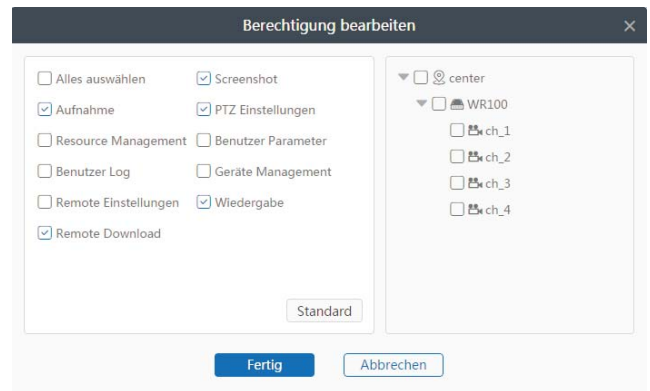 Berechtigung bearbeiten
Alles auswählen
Screenshot
Aufnahme
PTZ Einstellungen
Resource Management
Benutzer Parameter
Benutzer Log
Geräte Management
Remote Einstellungen
Wiedergabe
Remote Download
Standard
center
WR100
ch_1
ch_2
ch_3
ch_4
Fertig
Abbrechen